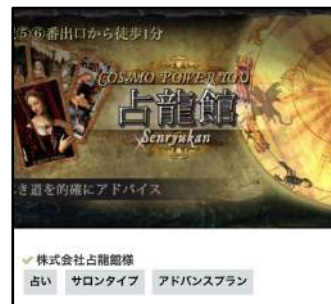 ⑤⑥番出口から徒歩1分
COSMO POWER YOU
占龍館
Senryukan
き道を的確にアドバイス
株式会社占龍館様
占い サロンタイプ アドバンスプラン